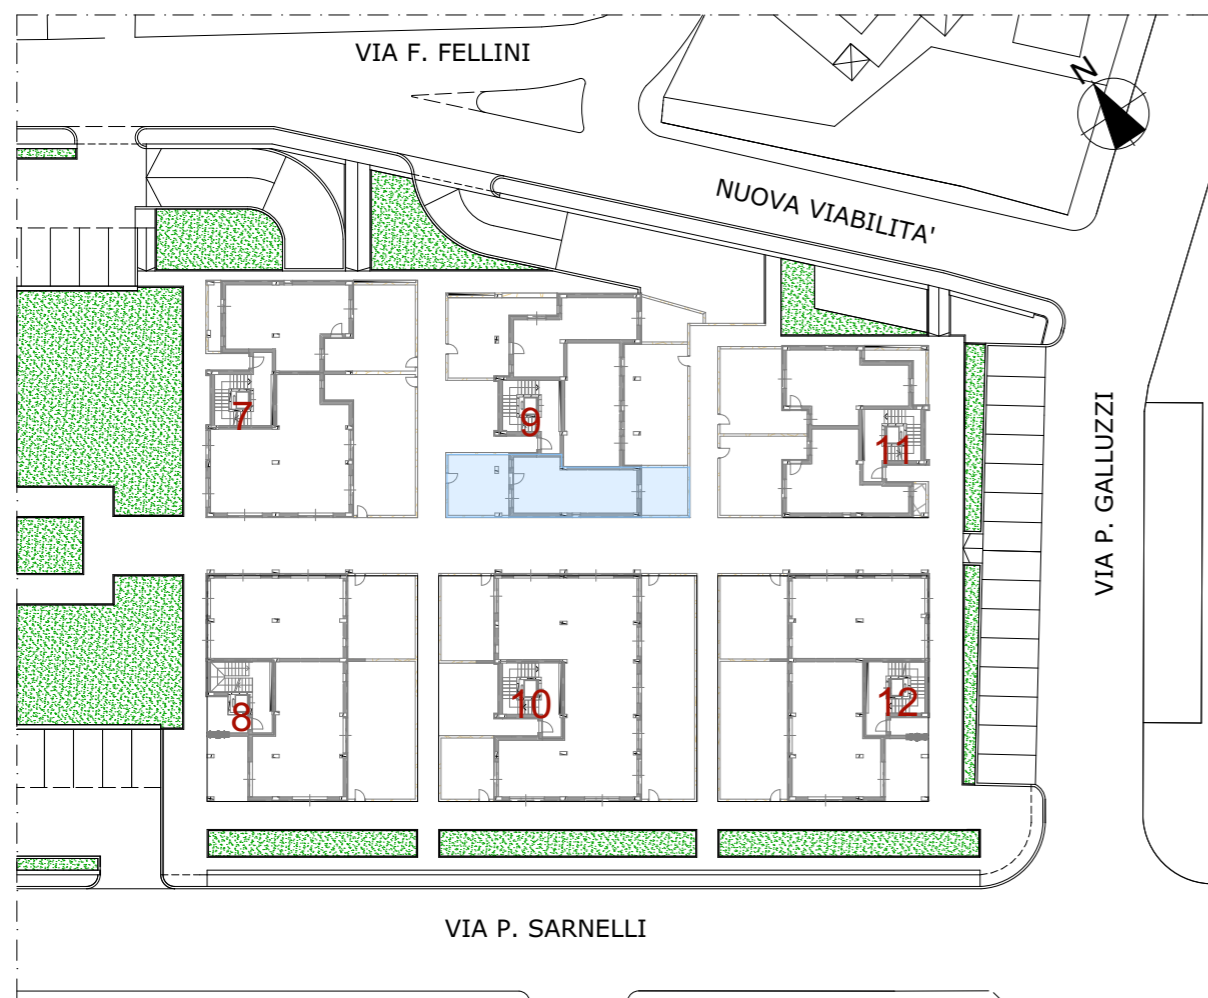 VIA F. FELLINI
N
NUOVA VIABILITA'
7
9
11
VIA P. GALLUZZI
8
10
12
VIA P. SARNELLI